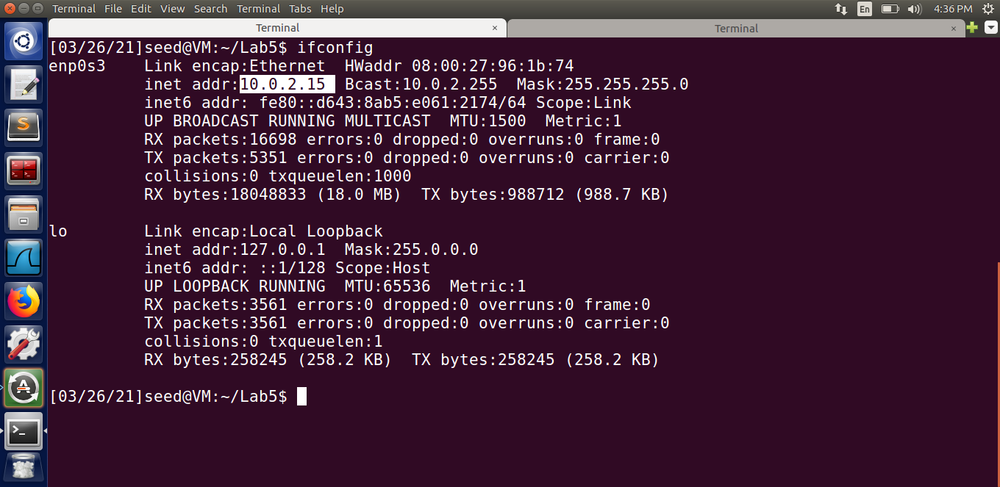 Terminal File Edit View Search Terminal Tabs Help En 4:36 PM
Terminal × Terminal ×
[03/26/21]seed@VM:~/Lab5$ ifconfig
enp0s3    Link encap:Ethernet  HWaddr 08:00:27:96:1b:74
          inet addr:10.0.2.15  Bcast:10.0.2.255  Mask:255.255.255.0
          inet6 addr: fe80::d643:8ab5:e061:2174/64 Scope:Link
          UP BROADCAST RUNNING MULTICAST  MTU:1500  Metric:1
          RX packets:16698 errors:0 dropped:0 overruns:0 frame:0
          TX packets:5351 errors:0 dropped:0 overruns:0 carrier:0
          collisions:0 txqueuelen:1000
          RX bytes:18048833 (18.0 MB)  TX bytes:988712 (988.7 KB)

lo        Link encap:Local Loopback
          inet addr:127.0.0.1  Mask:255.0.0.0
          inet6 addr: ::1/128 Scope:Host
          UP LOOPBACK RUNNING  MTU:65536  Metric:1
          RX packets:3561 errors:0 dropped:0 overruns:0 frame:0
          TX packets:3561 errors:0 dropped:0 overruns:0 carrier:0
          collisions:0 txqueuelen:1
          RX bytes:258245 (258.2 KB)  TX bytes:258245 (258.2 KB)

[03/26/21]seed@VM:~/Lab5$